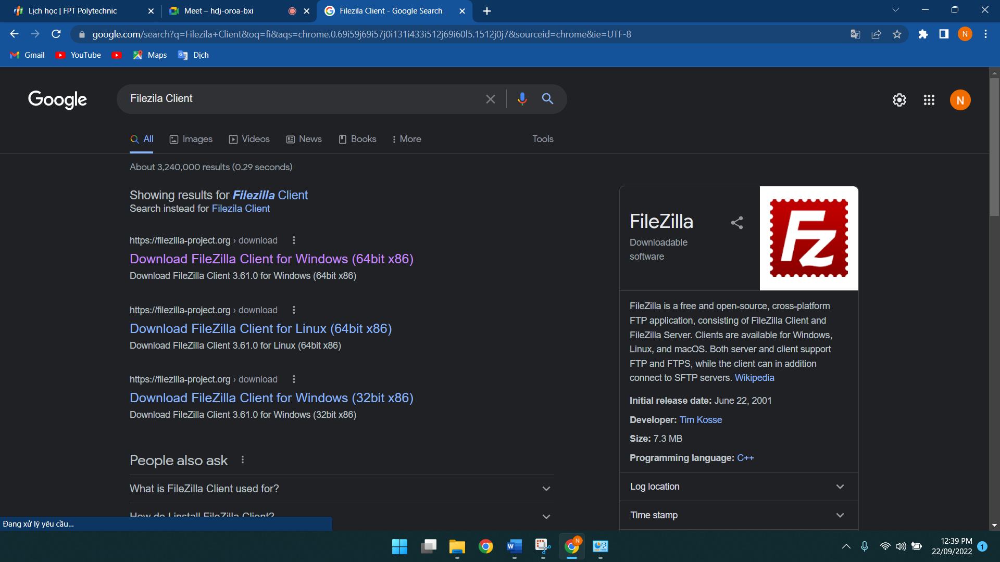 Lịch học | FPT Polytechnic
Meet – hdj-oroa-bxi
Filezila Client - Google Search
google.com/search?q=Filezila+Client&oq=fi&aqs=chrome.0.69i59j69i57j0i131i433i512j69i60l5.1512j0j7&sourceid=chrome&ie=UTF-8
N
Gmail
YouTube
Maps
Dịch
Google
Filezila Client
N
All
Images
Videos
News
Books
More
Tools
About 3,240,000 results (0.29 seconds)
Showing results for Filezilla Client
Search instead for Filezila Client
https://filezilla-project.org › download
Download FileZilla Client for Windows (64bit x86)
Download FileZilla Client 3.61.0 for Windows (64bit x86)
https://filezilla-project.org › download
Download FileZilla Client for Linux (64bit x86)
Download FileZilla Client 3.61.0 for Linux (64bit x86)
https://filezilla-project.org › download
Download FileZilla Client for Windows (32bit x86)
Download FileZilla Client 3.61.0 for Windows (32bit x86)
People also ask
What is FileZilla Client used for?
How do I install FileZilla Client?
FileZilla
Downloadable
software
Fz
FileZilla is a free and open-source, cross-platform
FTP application, consisting of FileZilla Client and
FileZilla Server. Clients are available for Windows,
Linux, and macOS. Both server and client support
FTP and FTPS, while the client can in addition
connect to SFTP servers. Wikipedia
Initial release date: June 22, 2001
Developer: Tim Kosse
Size: 7.3 MB
Programming language: C++
Log location
Time stamp
Đang xử lý yêu cầu...
W
N
12:39 PM
22/09/2022
1